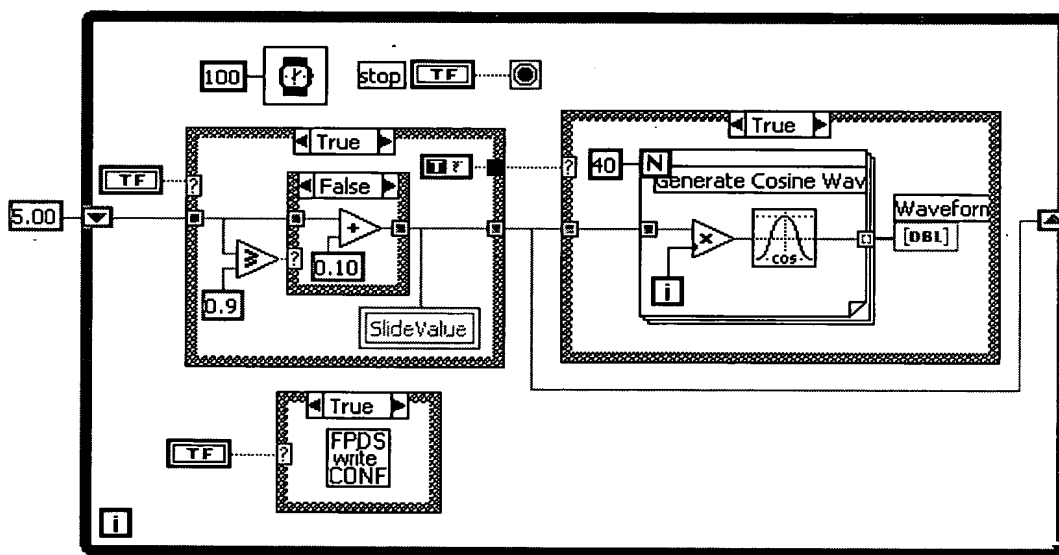 100
stop
TF
True
True
TF
T
?
40
N
Generate Cosine Wav
?
False
?
5.00
+
Waveform
[DBL]
x
cos
?
0.10
i
0.9
SlideValue
True
TF
?
FPDS
write
CONF
i